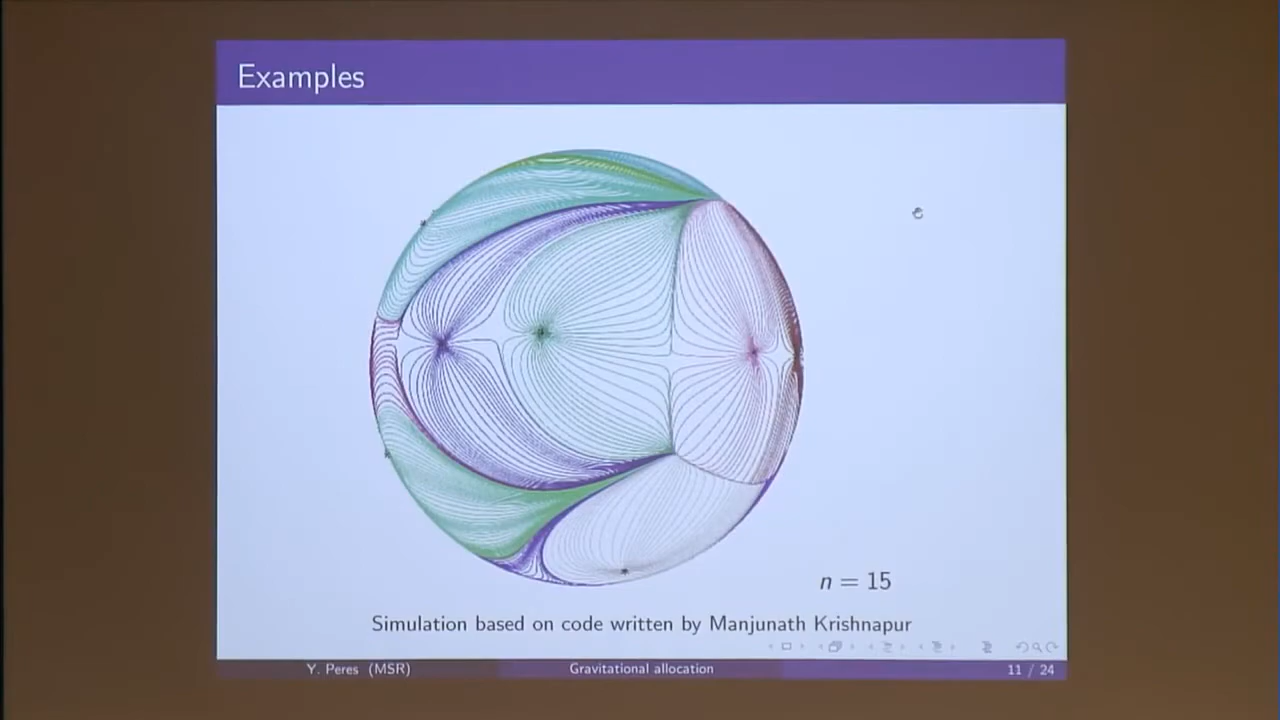 Examples
n = 15
Simulation based on code written by Manjunath Krishnapur
Y. Peres (MSR)
Gravitational allocation
11 / 24